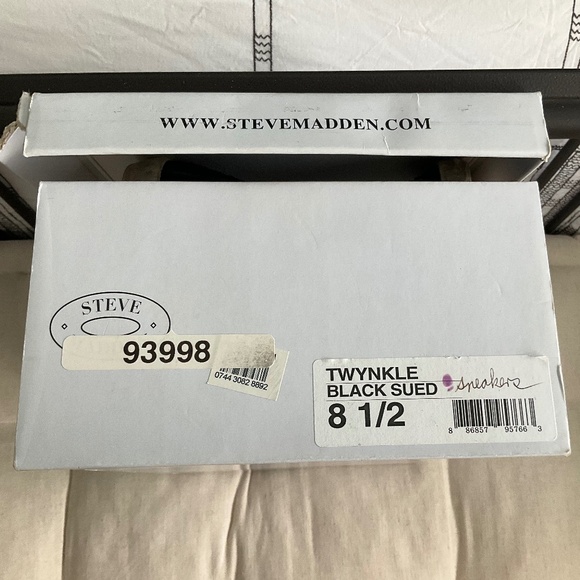 WWW.STEVEMADDEN.COM
STEVE
93998
0744 3082 8892
TWYNKLE
BLACK SUED sneakers
8 1/2
8 86857 95766 3